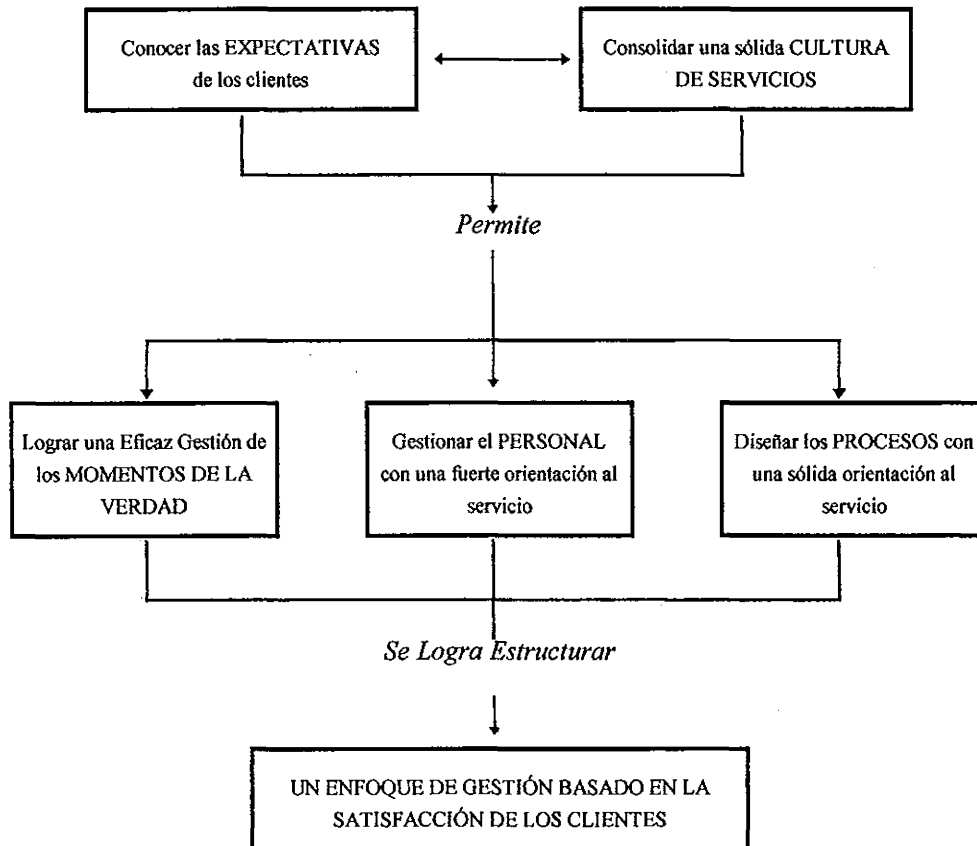 Conocer las EXPECTATIVAS
de los clientes
Consolidar una sólida CULTURA
DE SERVICIOS
Permite
Lograr una Eficaz Gestión de
los MOMENTOS DE LA
VERDAD
Gestionar el PERSONAL
con una fuerte orientación al
servicio
Diseñar los PROCESOS con
una sólida orientación al
servicio
Se Logra Estructurar
UN ENFOQUE DE GESTIÓN BASADO EN LA
SATISFACCIÓN DE LOS CLIENTES